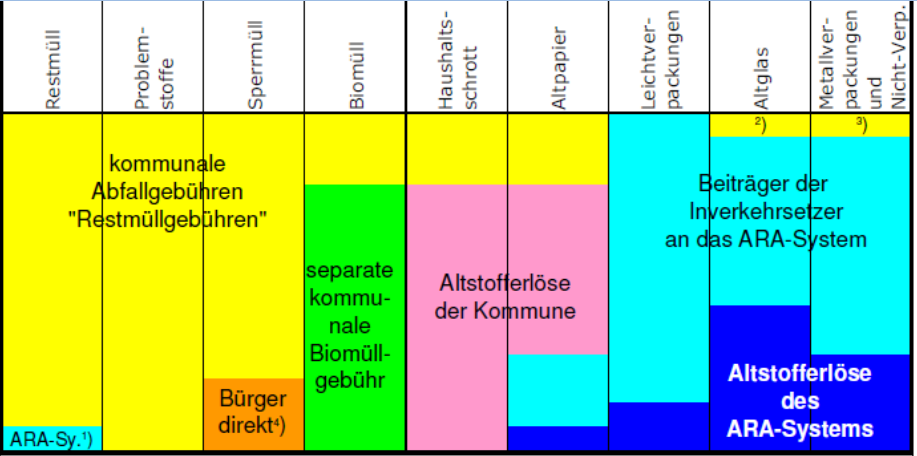 Restmüll
Problem-
stoffe
Sperrmüll
Biomüll
Haushalts-
schrott
Altpapier
Leichtver-
packungen
Altglas
Metallver-
packungen
und
Nicht-Verp.
²)
³)
kommunale
Abfallgebühren
"Restmüllgebühren"
Beiträger der
Inverkehrsetzer
an das ARA-System
separate
kommu-
nale
Biomüll-
gebühr
Altstofferlöse
der Kommune
Bürger
direkt⁴)
Altstofferlöse
des
ARA-Systems
ARA-Sy.¹)